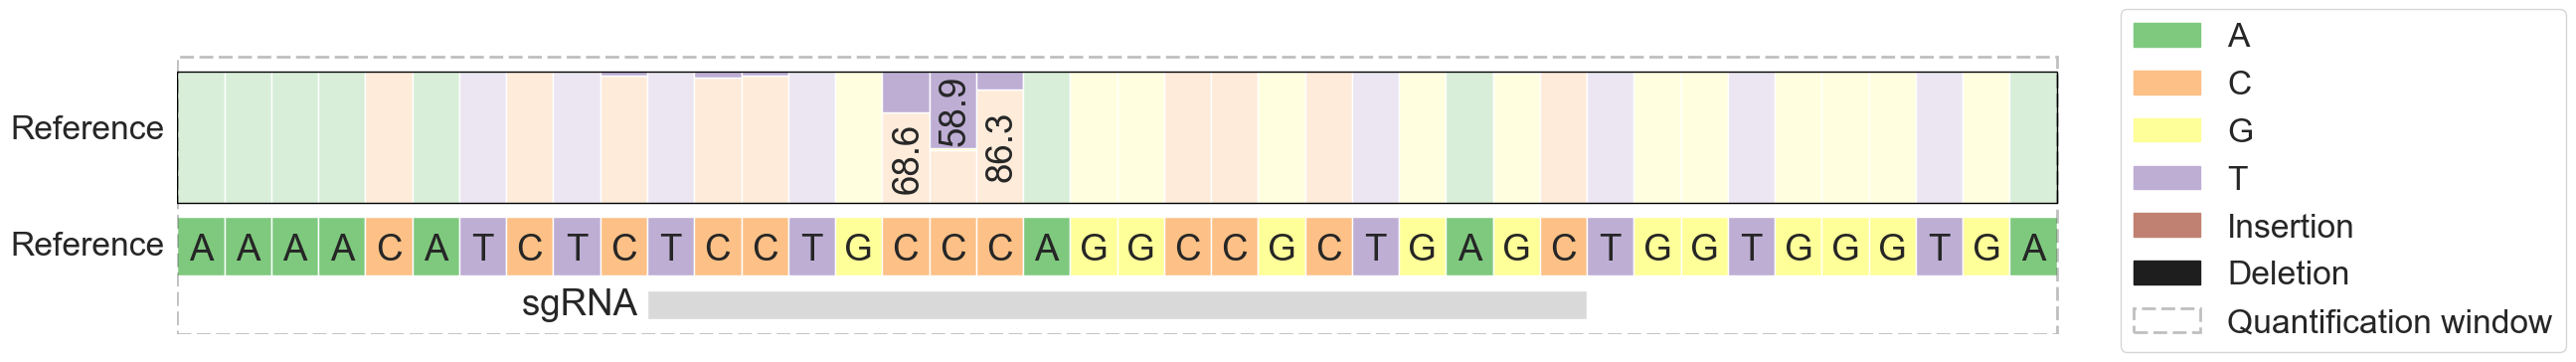 Reference
68.6 58.9 86.3
Reference A A A A C A T C T C T C C T G C C C A G G C C G C T G A G C T G G T G G G T G A
sgRNA
A
C
G
T
Insertion
Deletion
Quantification window